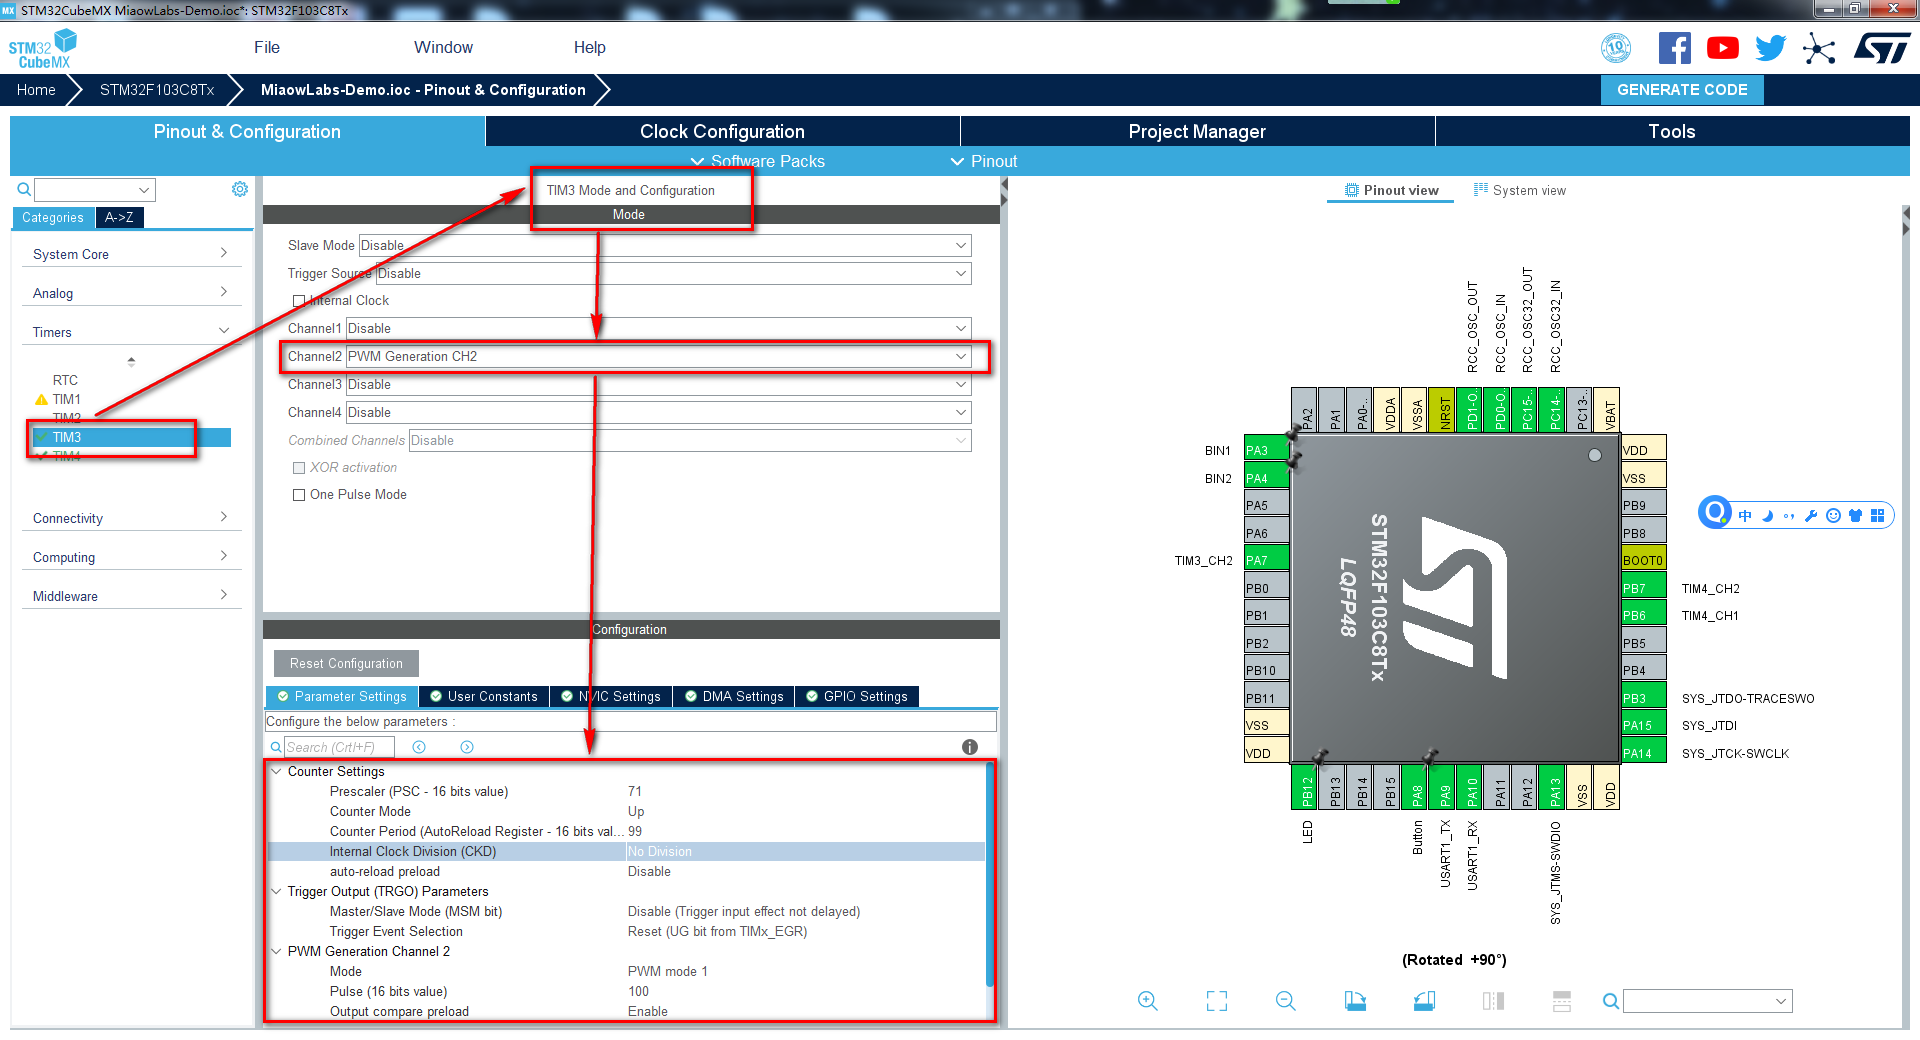 MX STM32CubeMX MiaowLabs-Demo.ioc*: STM32F103C8Tx
STM32
CubeMX
File
Window
Help
10
Home
STM32F103C8Tx
MiaowLabs-Demo.ioc - Pinout & Configuration
GENERATE CODE
Pinout & Configuration
Clock Configuration
Project Manager
Tools
Software Packs
Pinout
Categories
A->Z
System Core
Analog
Timers
RTC
TIM1
TIM2
TIM3
TIM4
Connectivity
Computing
Middleware
TIM3 Mode and Configuration
Mode
Slave Mode Disable
Trigger Source Disable
Internal Clock
Channel1 Disable
Channel2 PWM Generation CH2
Channel3 Disable
Channel4 Disable
Combined Channels Disable
XOR activation
One Pulse Mode
Configuration
Reset Configuration
Parameter Settings
User Constants
NVIC Settings
DMA Settings
GPIO Settings
Configure the below parameters :
Search (Crtl+F)
Counter Settings
Prescaler (PSC - 16 bits value) 71
Counter Mode Up
Counter Period (AutoReload Register - 16 bits val... 99
Internal Clock Division (CKD) No Division
auto-reload preload Disable
Trigger Output (TRGO) Parameters
Master/Slave Mode (MSM bit) Disable (Trigger input effect not delayed)
Trigger Event Selection Reset (UG bit from TIMx_EGR)
PWM Generation Channel 2
Mode PWM mode 1
Pulse (16 bits value) 100
Output compare preload Enable
Pinout view
System view
RCC_OSC_OUT
RCC_OSC_IN
RCC_OSC32_OUT
RCC_OSC32_IN
PA2
PA1
PA0-..
VDDA
VSSA
NRST
PD1-O..
PD0-O..
PC15-..
PC14-..
PC13-..
VBAT
BIN1 PA3
BIN2 PA4
PA5
PA6
TIM3_CH2 PA7
PB0
PB1
PB2
PB10
PB11
VSS
VDD
STM32F103C8Tx
LQFP48
VDD
VSS
PB9
PB8
BOOT0
PB7 TIM4_CH2
PB6 TIM4_CH1
PB5
PB4
PB3 SYS_JTDO-TRACESWO
PA15 SYS_JTDI
PA14 SYS_JTCK-SWCLK
PB12
PB13
PB14
PB15
PA8
PA9
PA10
PA11
PA12
PA13
VSS
VDD
LED
Button
USART1_TX
USART1_RX
SYS_JTMS-SWDIO
中
(Rotated +90°)